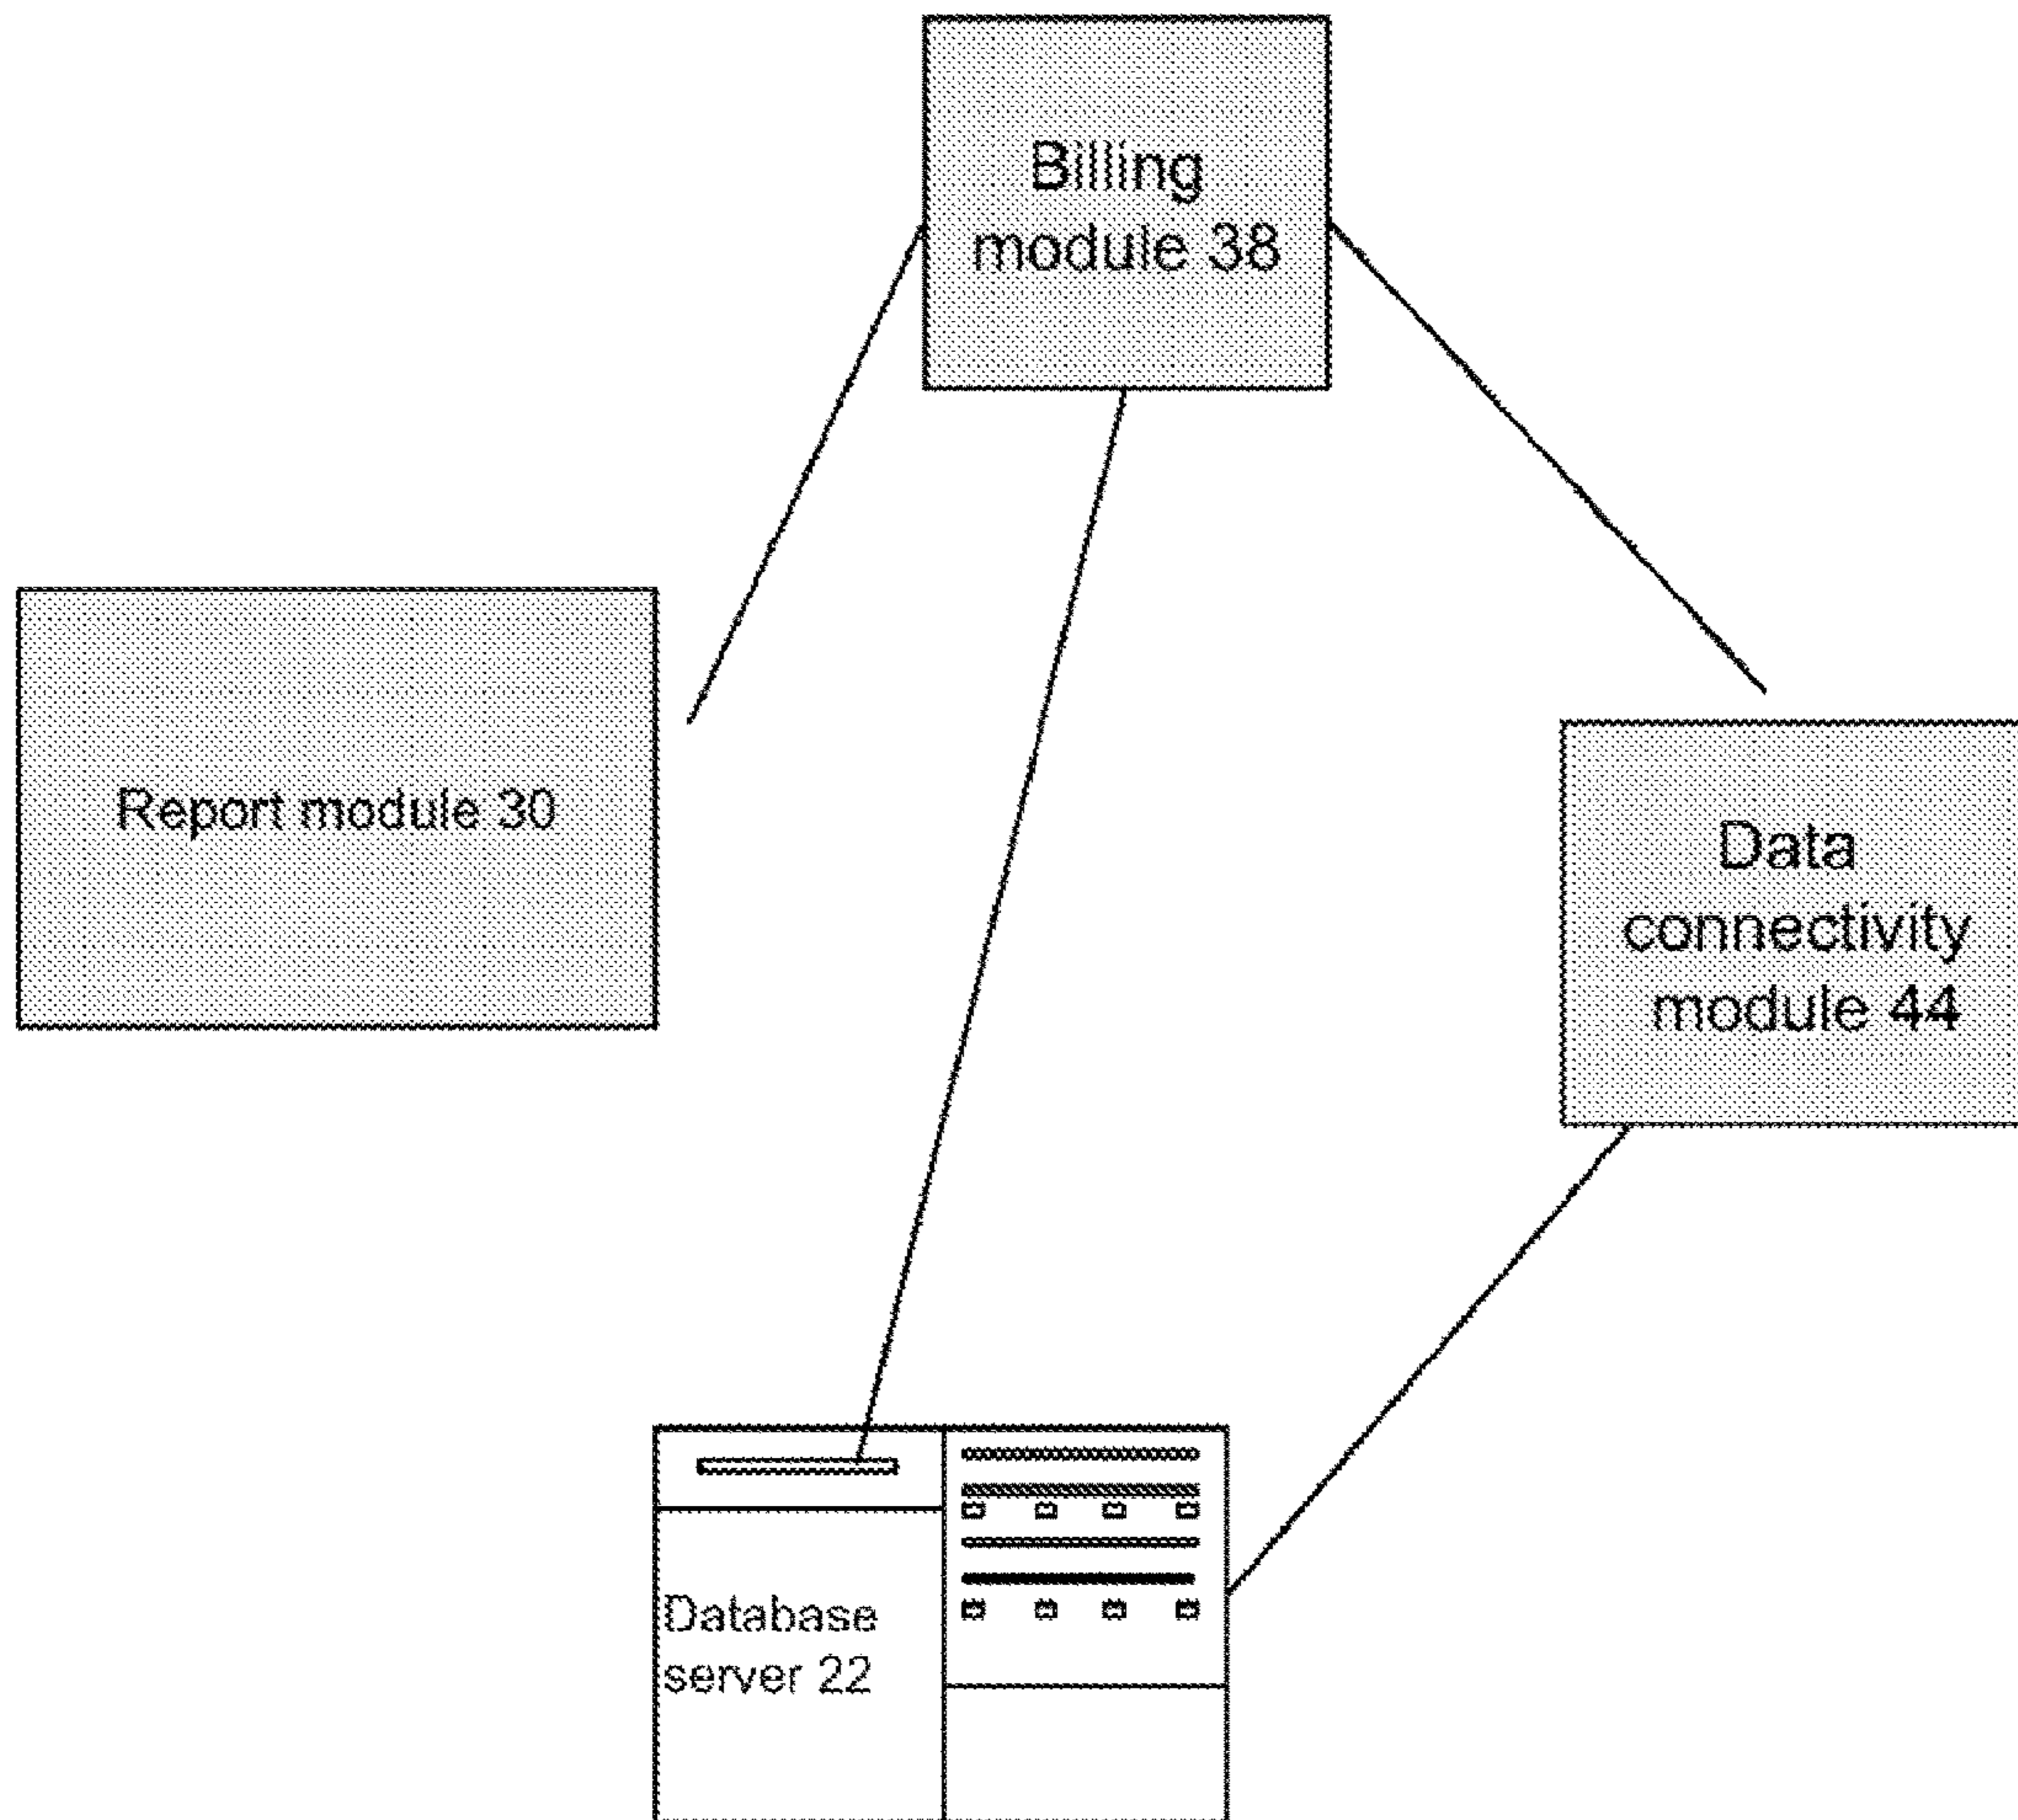 Billing
module 38
Report module 30
Data
connectivity
module 44
Database
server 22